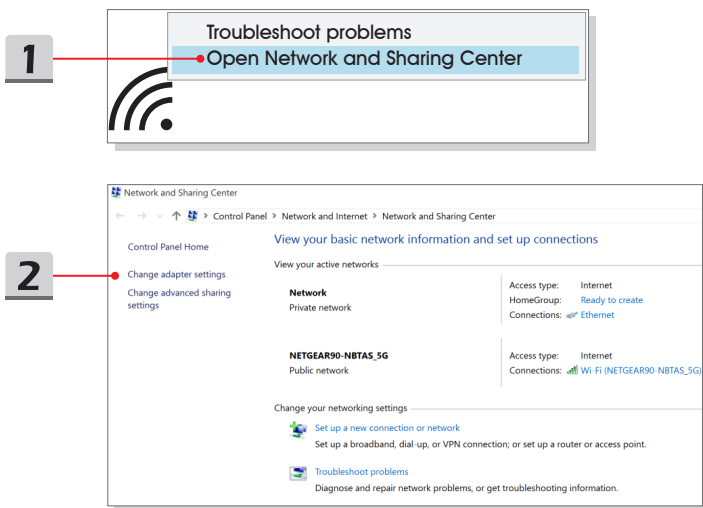 1
Troubleshoot problems
Open Network and Sharing Center
2
Network and Sharing Center
Control Panel > Network and Internet > Network and Sharing Center
Control Panel Home
Change adapter settings
Change advanced sharing
settings
View your basic network information and set up connections
View your active networks
Network
Private network
Access type: Internet
HomeGroup: Ready to create
Connections: Ethernet
NETGEAR90-NBTAS_5G
Public network
Access type: Internet
Connections: Wi-Fi (NETGEAR90-NBTAS_5G)
Change your networking settings
Set up a new connection or network
Set up a broadband, dial-up, or VPN connection; or set up a router or access point.
Troubleshoot problems
Diagnose and repair network problems, or get troubleshooting information.